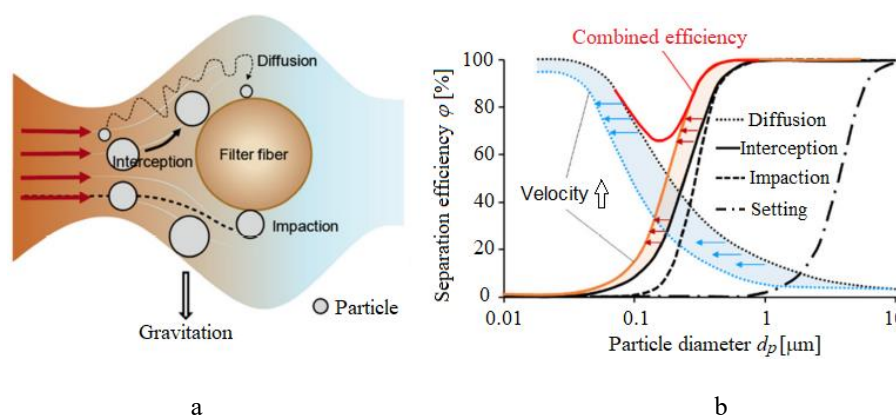 Diffusion
Interception
Filter fiber
Impaction
Particle
Gravitation
a
Combined efficiency
Separation efficiency φ [%]
100
80
60
40
20
0
Velocity
Diffusion
Interception
Impaction
Setting
0.01
0.1
1
10
Particle diameter dp [μm]
b